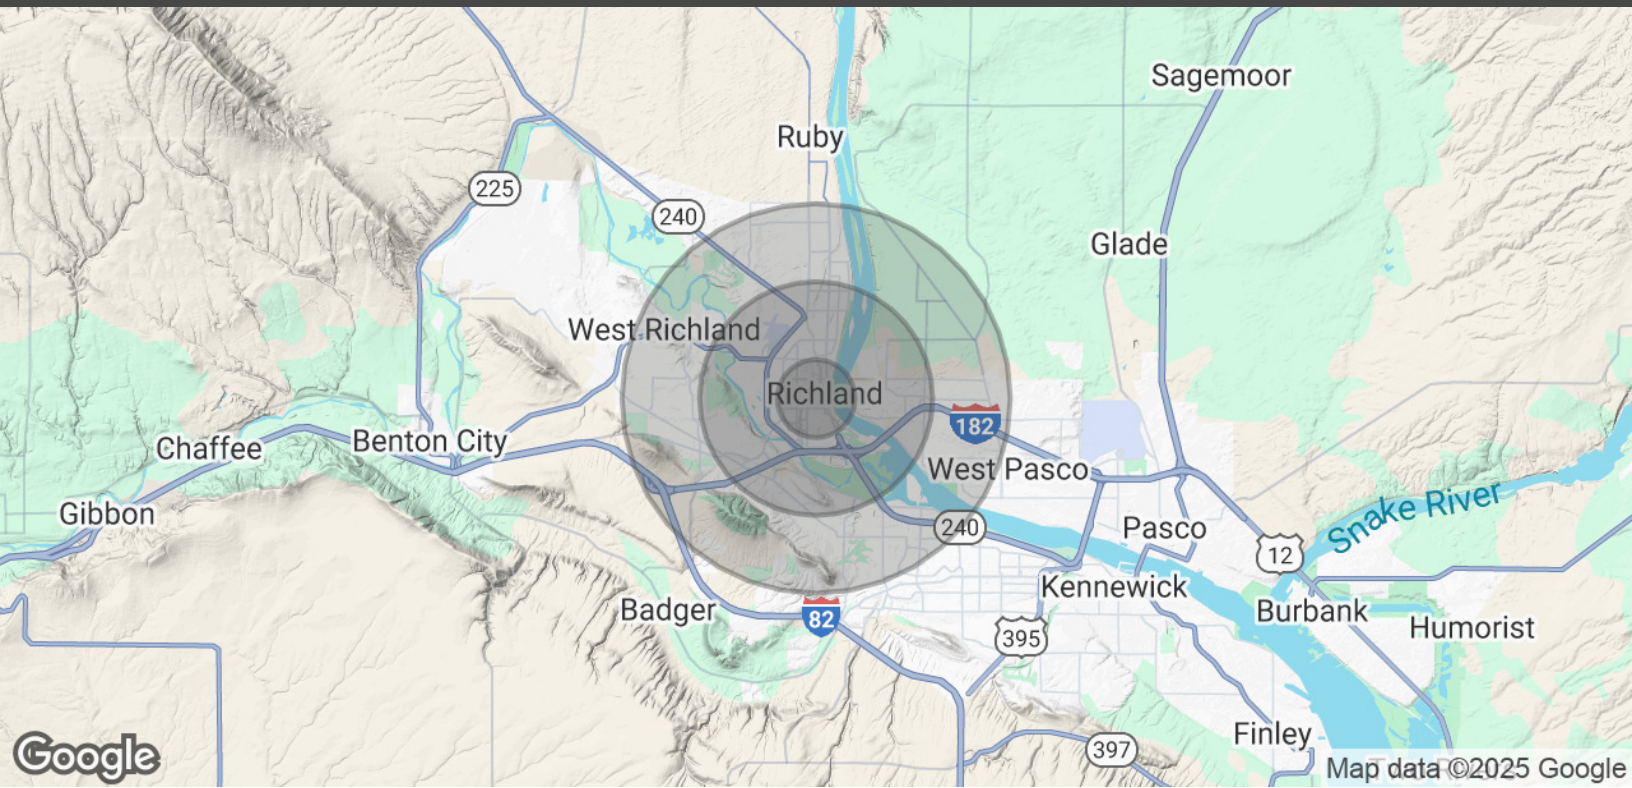 Sagemoor
Ruby
225
240
Glade
West Richland
Richland
182
Chaffee
Benton City
West Pasco
Gibbon
Snake River
240
Pasco
12
Kennewick
Badger
82
Burbank
395
Humorist
Finley
397
Google
Map data ©2025 Google